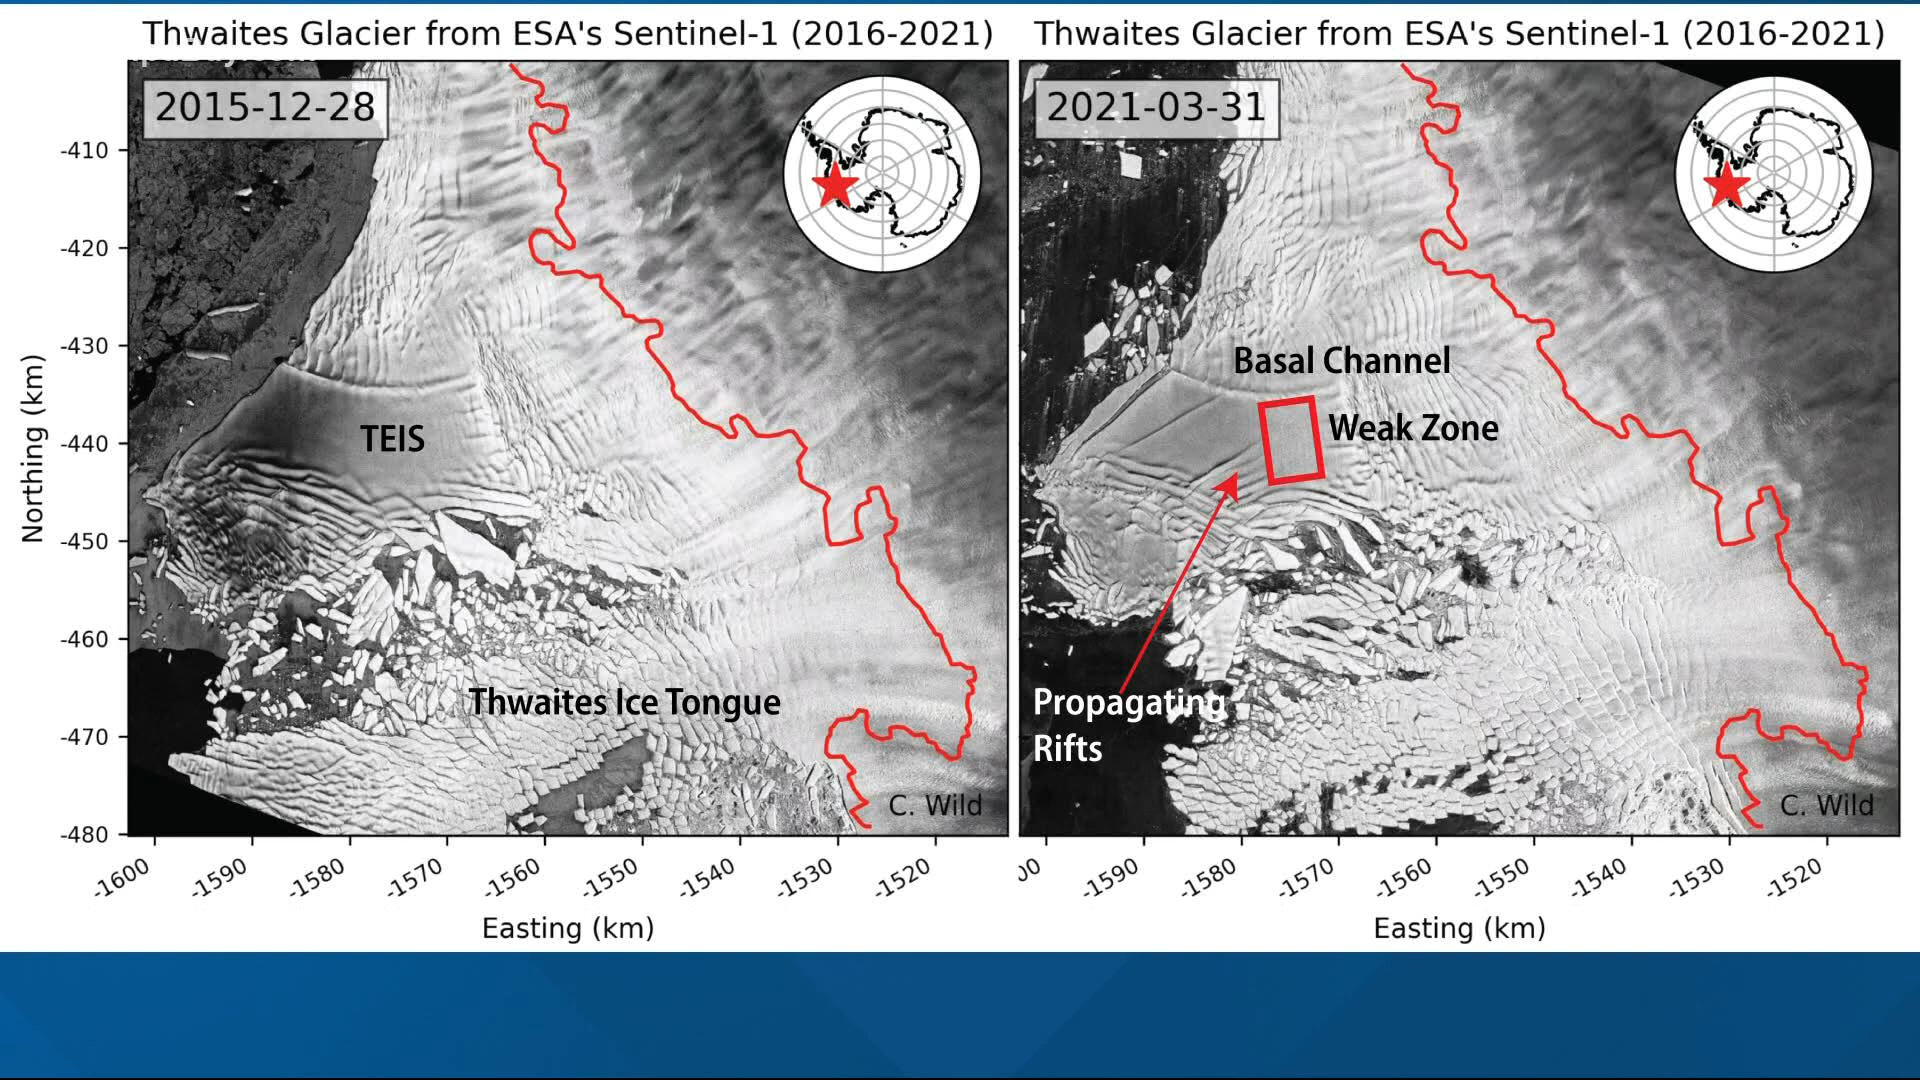 Thwaites Glacier from ESA's Sentinel-1 (2016-2021)
2015-12-28
-410
-420
-430
-440
-450
-460
-470
-480
Northing (km)
TEIS
Thwaites Ice Tongue
C. Wild
-1600
-1590
-1580
-1570
-1560
-1550
-1540
-1530
-1520
Easting (km)
Thwaites Glacier from ESA's Sentinel-1 (2016-2021)
2021-03-31
Basal Channel
Weak Zone
Propagating
Rifts
C. Wild
00
-1590
-1580
-1570
-1560
-1550
-1540
-1530
-1520
Easting (km)